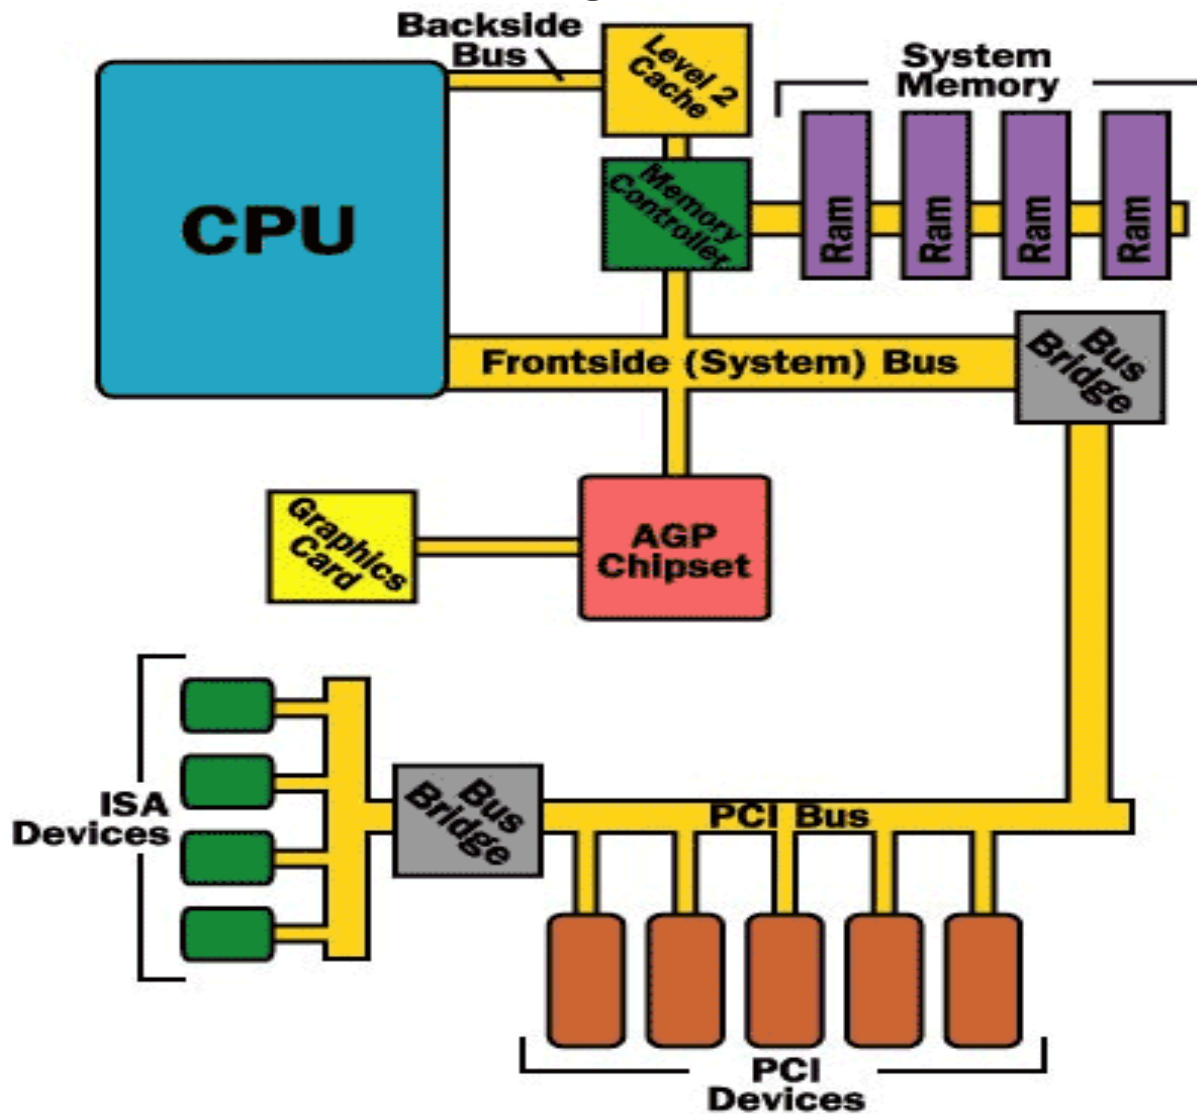 Backside
Bus
Level 2
Cache
System
Memory
CPU
Memory
Controller
Ram
Ram
Ram
Ram
Frontside (System) Bus
Bus
Bridge
Graphics
Card
AGP
Chipset
ISA
Devices
Bus
Bridge
PCI Bus
PCI
Devices